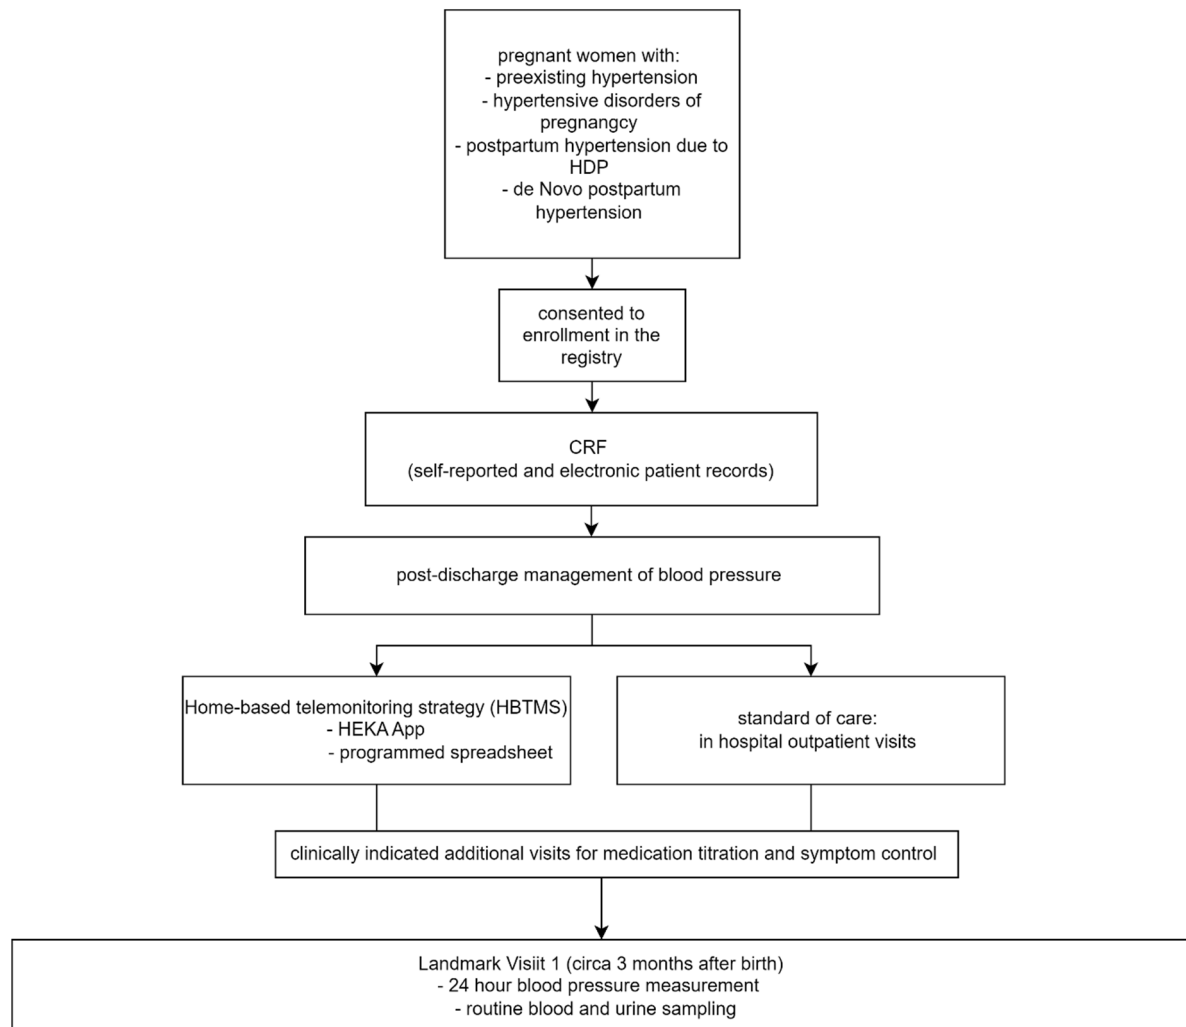 pregnant women with:
- preexisting hypertension
- hypertensive disorders of
pregnangcy
- postpartum hypertension due to
HDP
- de Novo postpartum
hypertension
consented to
enrollment in the
registry
CRF
(self-reported and electronic patient records)
post-discharge management of blood pressure
Home-based telemonitoring strategy (HBTMS)
- HEKA App
- programmed spreadsheet
standard of care:
in hospital outpatient visits
clinically indicated additional visits for medication titration and symptom control
Landmark Visiit 1 (circa 3 months after birth)
- 24 hour blood pressure measurement
- routine blood and urine sampling